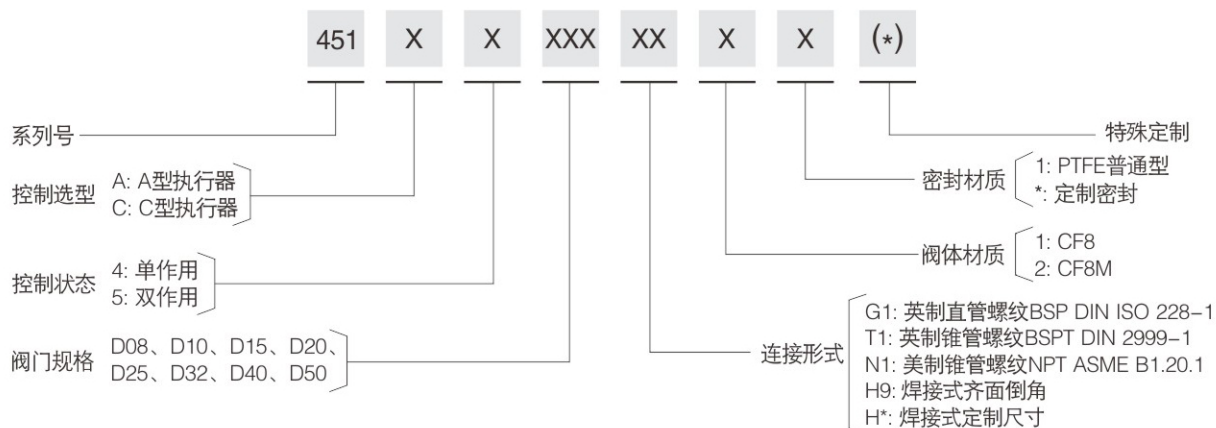 451 X X XXX XX X X (*)
系列号
控制选型
A: A型执行器
C: C型执行器
控制状态
4: 单作用
5: 双作用
阀门规格
D08、D10、D15、D20、
D25、D32、D40、D50
特殊定制
密封材质
1: PTFE普通型
*: 定制密封
阀体材质
1: CF8
2: CF8M
连接形式
G1: 英制直管螺纹BSP DIN ISO 228-1
T1: 英制锥管螺纹BSPT DIN 2999-1
N1: 美制锥管螺纹NPT ASME B1.20.1
H9: 焊接式齐面倒角
H*: 焊接式定制尺寸